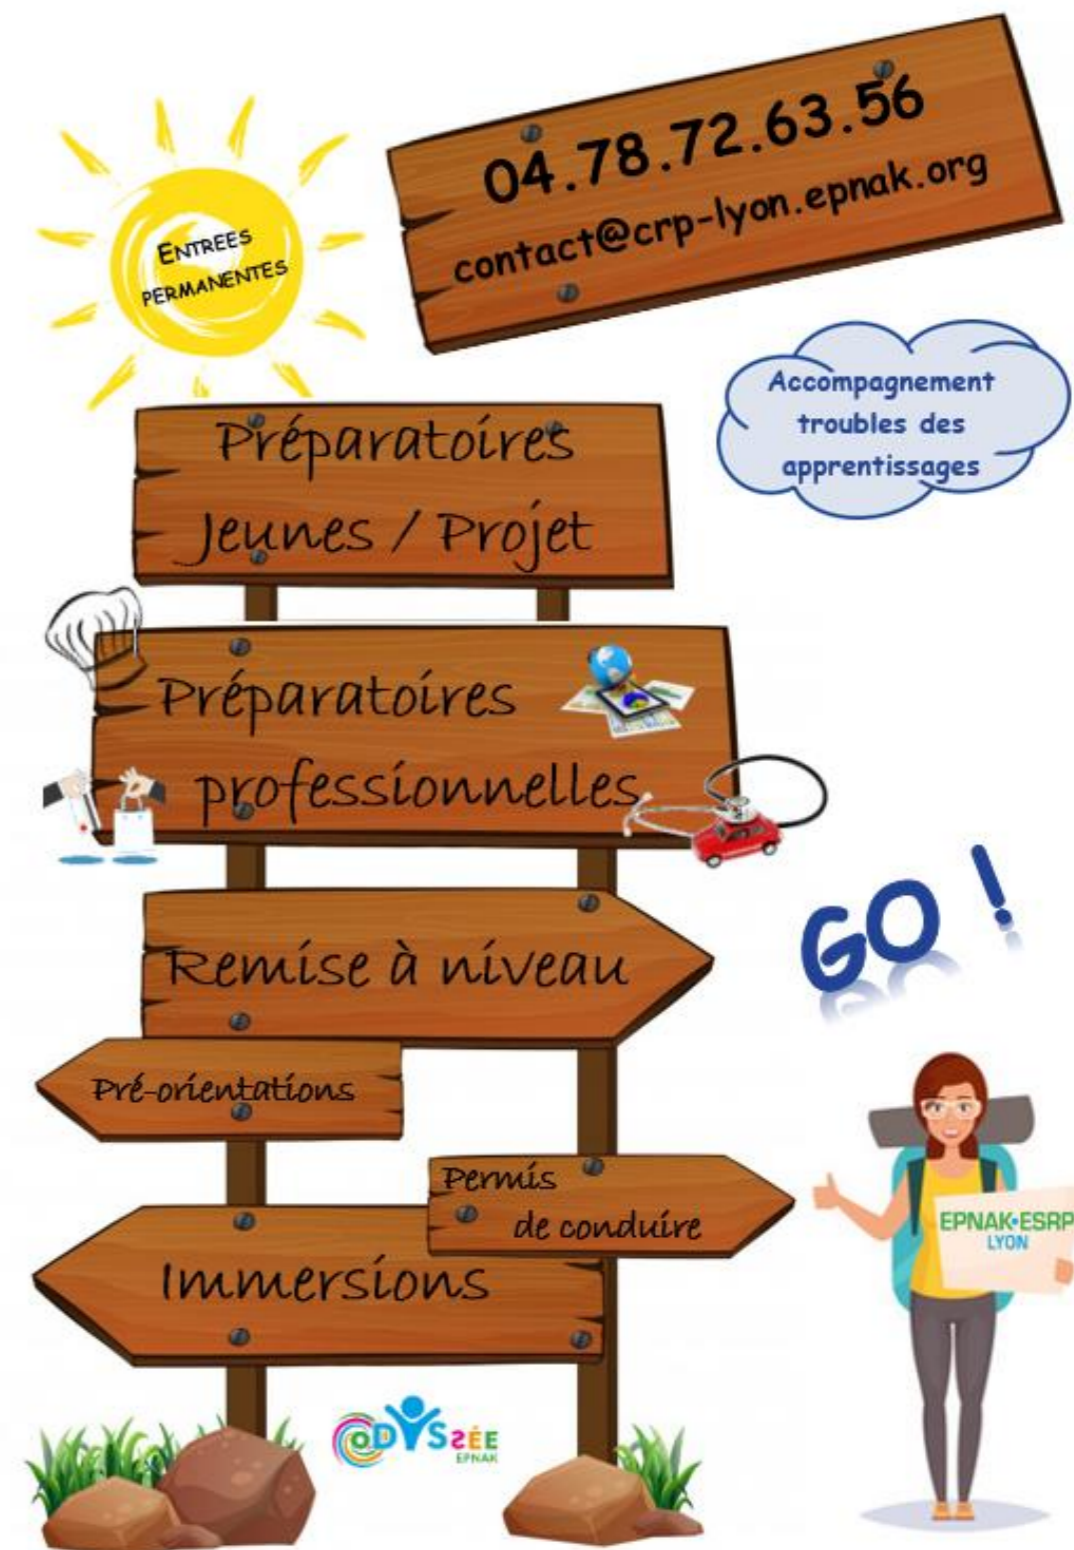 04.78.72.63.56
contact@crp-lyon.epnak.org
ENTREES
PERMANENTES
Accompagnement
troubles des
apprentissages
Préparatoires
Jeunes / Projet
Préparatoires
professionnelles
Remise à niveau
GO !
Pré-orientations
Permis
de conduire
Immersions
EPNAK•ESRP
LYON
ODYSSÉE
EPNAK